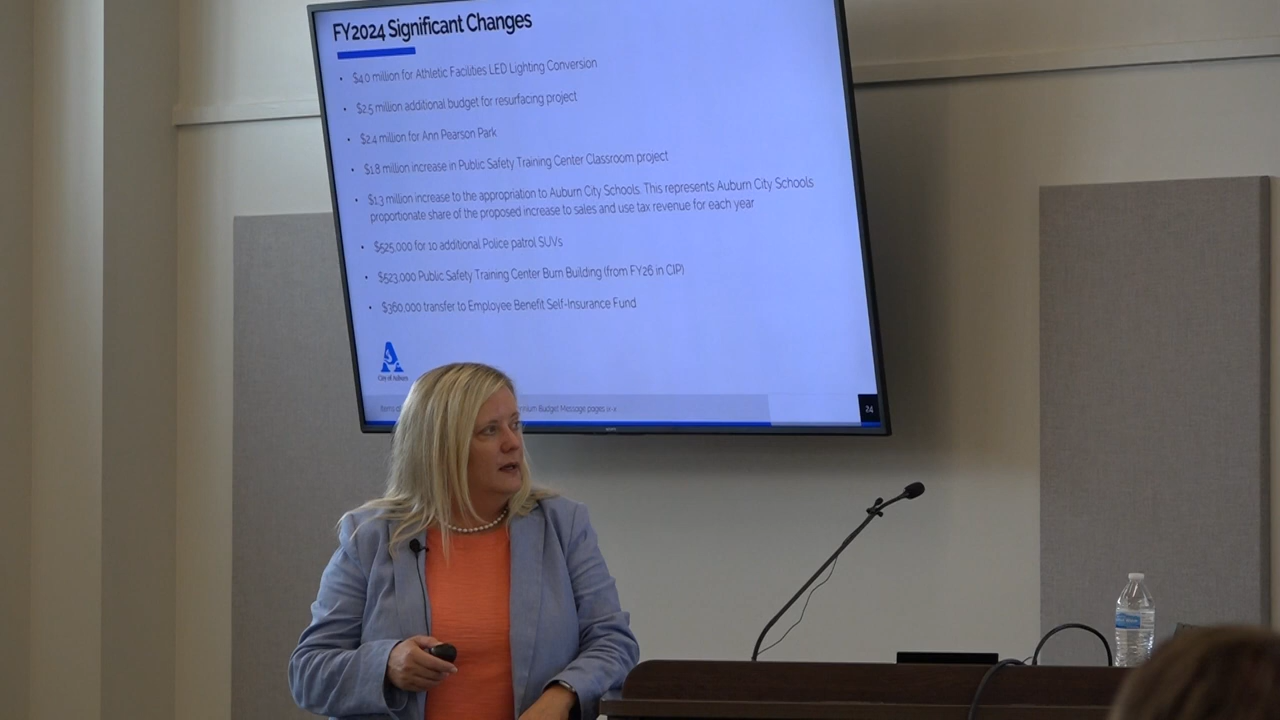 FY2024 Significant Changes
• $4.0 million for Athletic Facilities LED Lighting Conversion
• $2.5 million additional budget for resurfacing project
• $2.4 million for Ann Pearson Park
• $1.8 million increase in Public Safety Training Center Classroom project
• $1.3 million increase to the appropriation to Auburn City Schools. This represents Auburn City Schools
proportionate share of the proposed increase to sales and use tax revenue for each year
• $525,000 for 10 additional Police patrol SUVs
• $523,000 Public Safety Training Center Burn Building (from FY26 in CIP)
• $360,000 transfer to Employee Benefit Self-Insurance Fund
City of Auburn
Items Budget Message pages
24